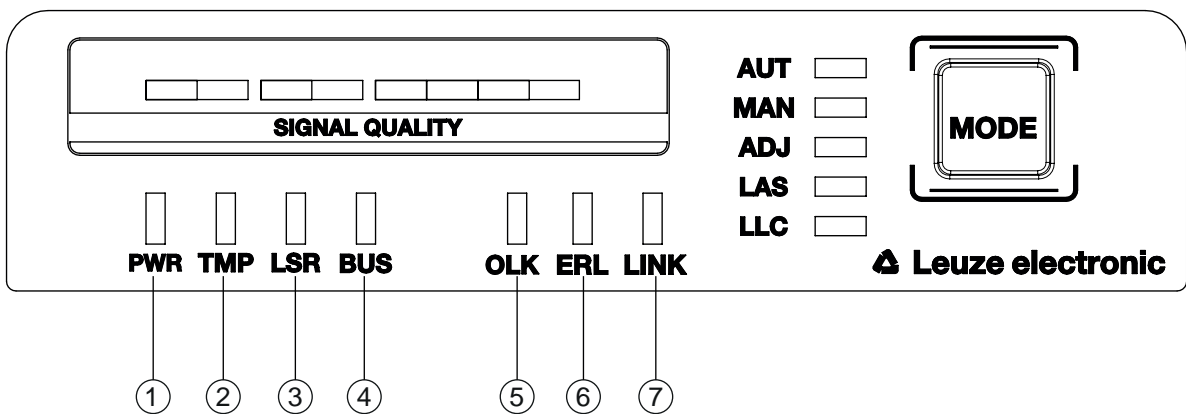 SIGNAL QUALITY
PWR TMP LSR BUS OLK ERL LINK
AUT
MAN
ADJ
LAS
LLC
MODE
Leuze electronic
1 2 3 4 5 6 7